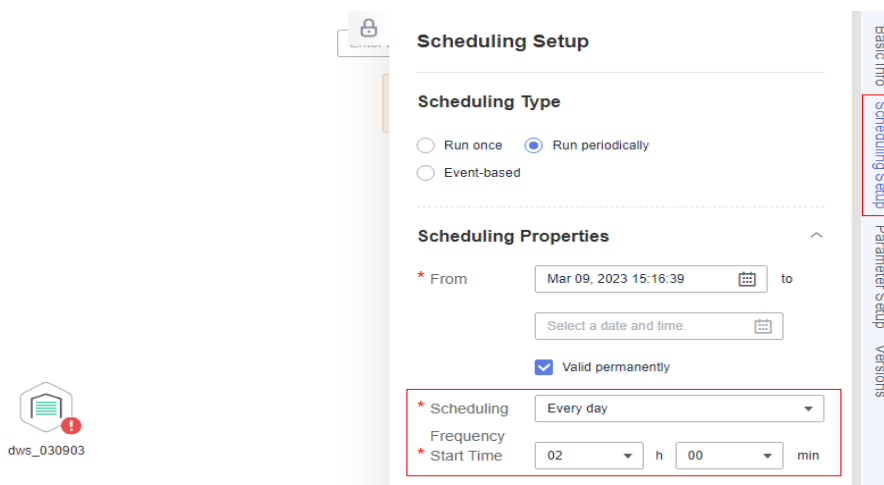 Scheduling Setup
Scheduling Type
Run once
Run periodically
Event-based
Scheduling Properties
* From
Mar 09, 2023 15:16:39
to
Select a date and time.
Valid permanently
* Scheduling Frequency
Every day
* Start Time
02
h
00
min
dws_030903
Basic Info
Scheduling Setup
Parameter Setup
Versions